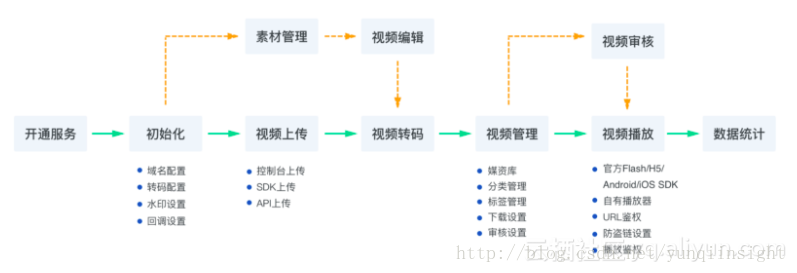 素材管理
视频编辑
视频审核
开通服务
初始化
视频上传
视频转码
视频管理
视频播放
数据统计
域名配置
转码配置
水印设置
回调设置
控制台上传
SDK上传
API上传
媒资库
分类管理
标签管理
下载设置
审核设置
官方Flash/H5/
Android/iOS SDK
自有播放器
URL鉴权
防盗链设置
播放鉴权
http://blog.csdn.net/yunqiinsight